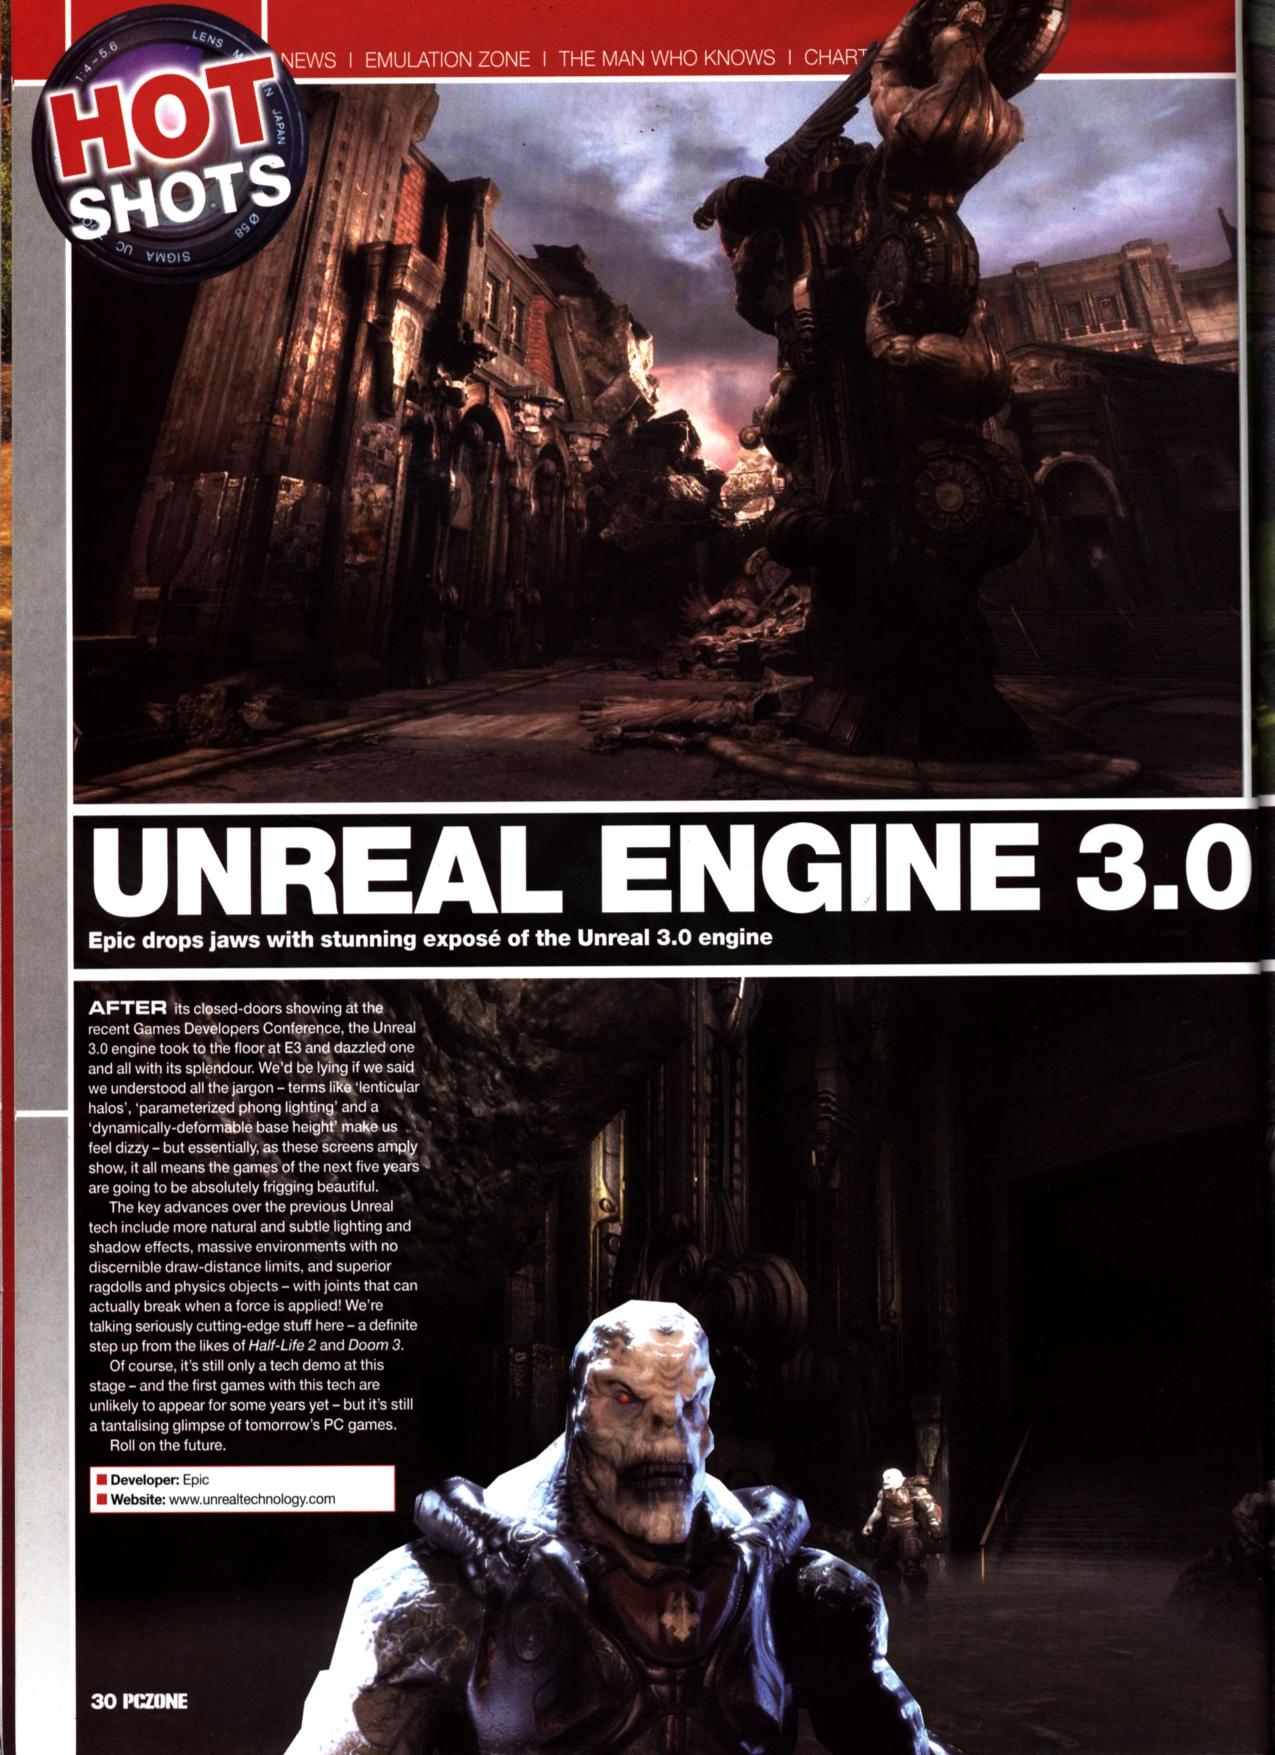 NEWS | EMULATION ZONE | THE MAN WHO KNOWS | CHART
1:4–5.6
LENS
JAPAN
Ø58
SIGMA UC
HOT
SHOTS
UNREAL ENGINE 3.0
Epic drops jaws with stunning exposé of the Unreal 3.0 engine
AFTER its closed-doors showing at the
recent Games Developers Conference, the Unreal
3.0 engine took to the floor at E3 and dazzled one
and all with its splendour. We'd be lying if we said
we understood all the jargon – terms like 'lenticular
halos', 'parameterized phong lighting' and a
'dynamically-deformable base height' make us
feel dizzy – but essentially, as these screens amply
show, it all means the games of the next five years
are going to be absolutely frigging beautiful.
The key advances over the previous Unreal
tech include more natural and subtle lighting and
shadow effects, massive environments with no
discernible draw-distance limits, and superior
ragdolls and physics objects – with joints that can
actually break when a force is applied! We're
talking seriously cutting-edge stuff here – a definite
step up from the likes of Half-Life 2 and Doom 3.
Of course, it's still only a tech demo at this
stage – and the first games with this tech are
unlikely to appear for some years yet – but it's still
a tantalising glimpse of tomorrow's PC games.
Roll on the future.
Developer: Epic
Website: www.unrealtechnology.com
30 PCZONE